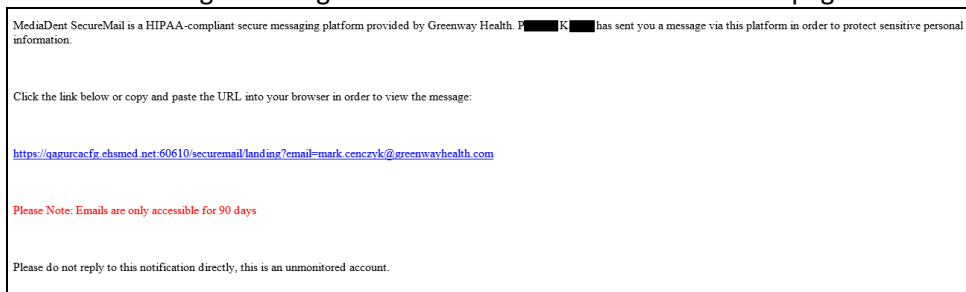 MediaDent SecureMail is a HIPAA-compliant secure messaging platform provided by Greenway Health. P K has sent you a message via this platform in order to protect sensitive personal
information.
Click the link below or copy and paste the URL into your browser in order to view the message:
https://qagurcacfg.ehsmed.net:60610/securemail/landing?email=mark.cenczyk@greenwayhealth.com
Please Note: Emails are only accessible for 90 days
Please do not reply to this notification directly, this is an unmonitored account.